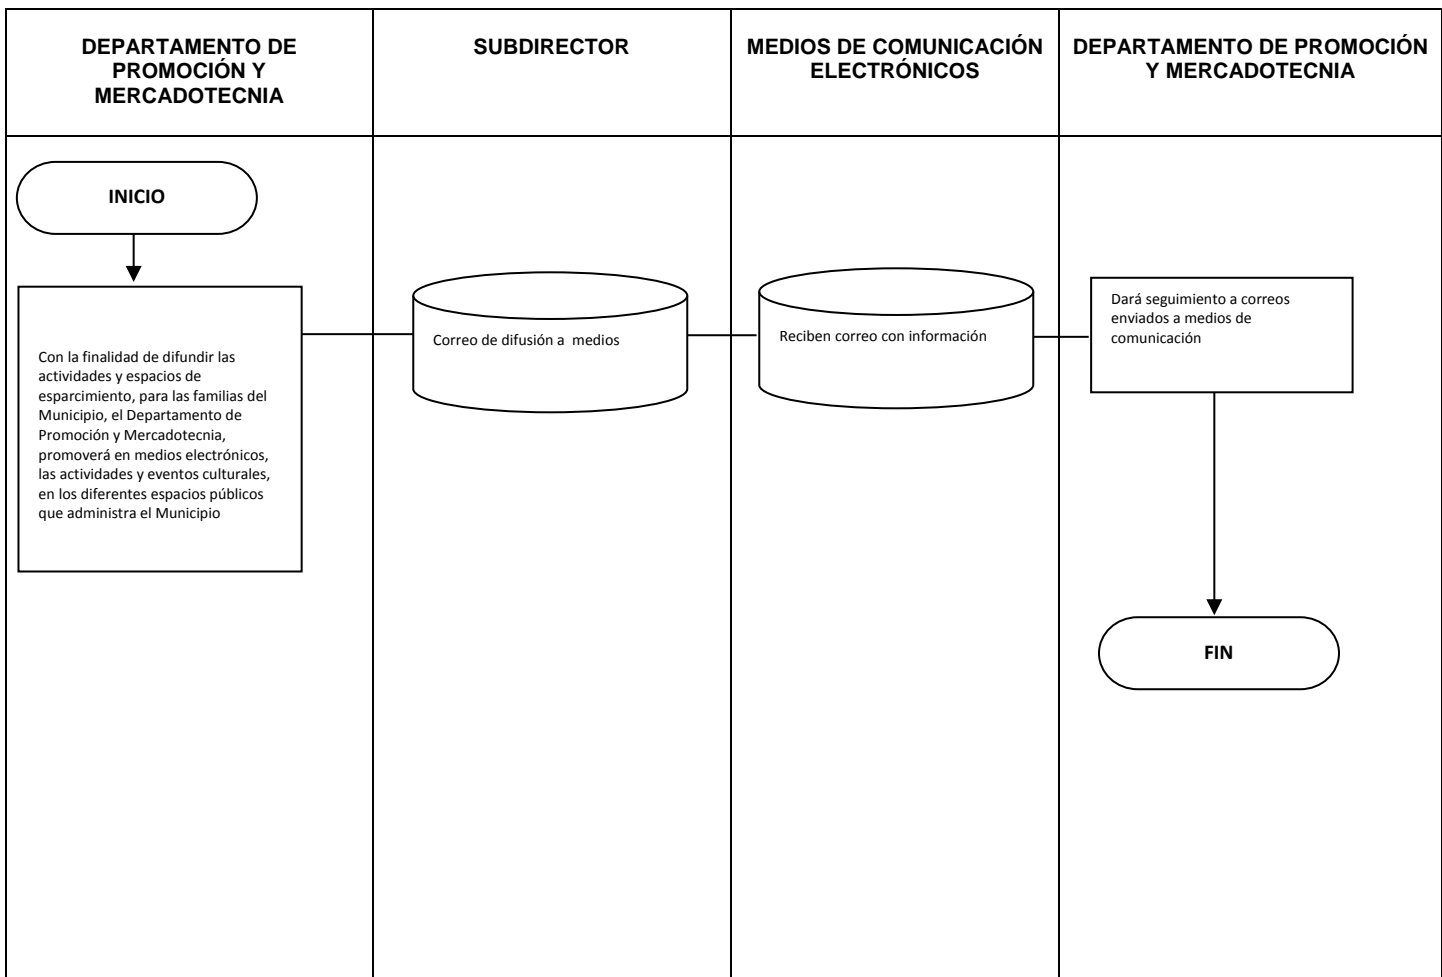 DEPARTAMENTO DE
PROMOCIÓN Y
MERCADOTECNIA
SUBDIRECTOR
MEDIOS DE COMUNICACIÓN
ELECTRÓNICOS
DEPARTAMENTO DE PROMOCIÓN
Y MERCADOTECNIA
INICIO
Con la finalidad de difundir las
actividades y espacios de
esparcimiento, para las familias del
Municipio, el Departamento de
Promoción y Mercadotecnia,
promoverá en medios electrónicos,
las actividades y eventos culturales,
en los diferentes espacios públicos
que administra el Municipio
Correo de difusión a medios
Reciben correo con información
Dará seguimiento a correos
enviados a medios de
comunicación
FIN